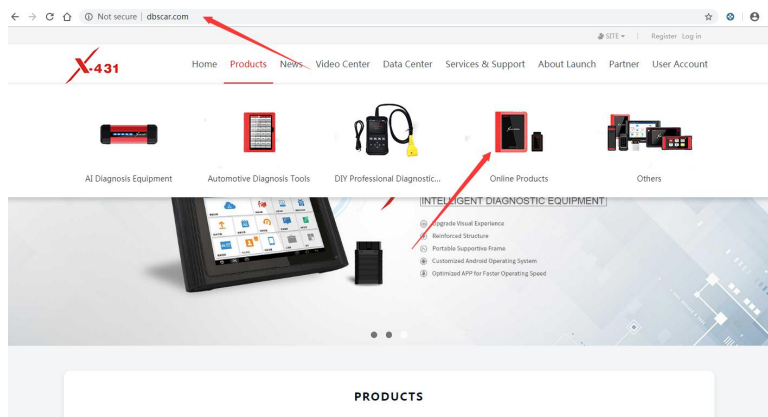 Not secure | dbscar.com
SITE Register Log in
X-431
Home Products News Video Center Data Center Services & Support About Launch Partner User Account
AI Diagnosis Equipment Automotive Diagnosis Tools DIY Professional Diagnostic... Online Products Others
INTELLIGENT DIAGNOSTIC EQUIPMENT
Upgrade Visual Experience
Reinforced Structure
Portable Supportive Frame
Customized Android Operating System
Optimized APP for Faster Operating Speed
PRODUCTS